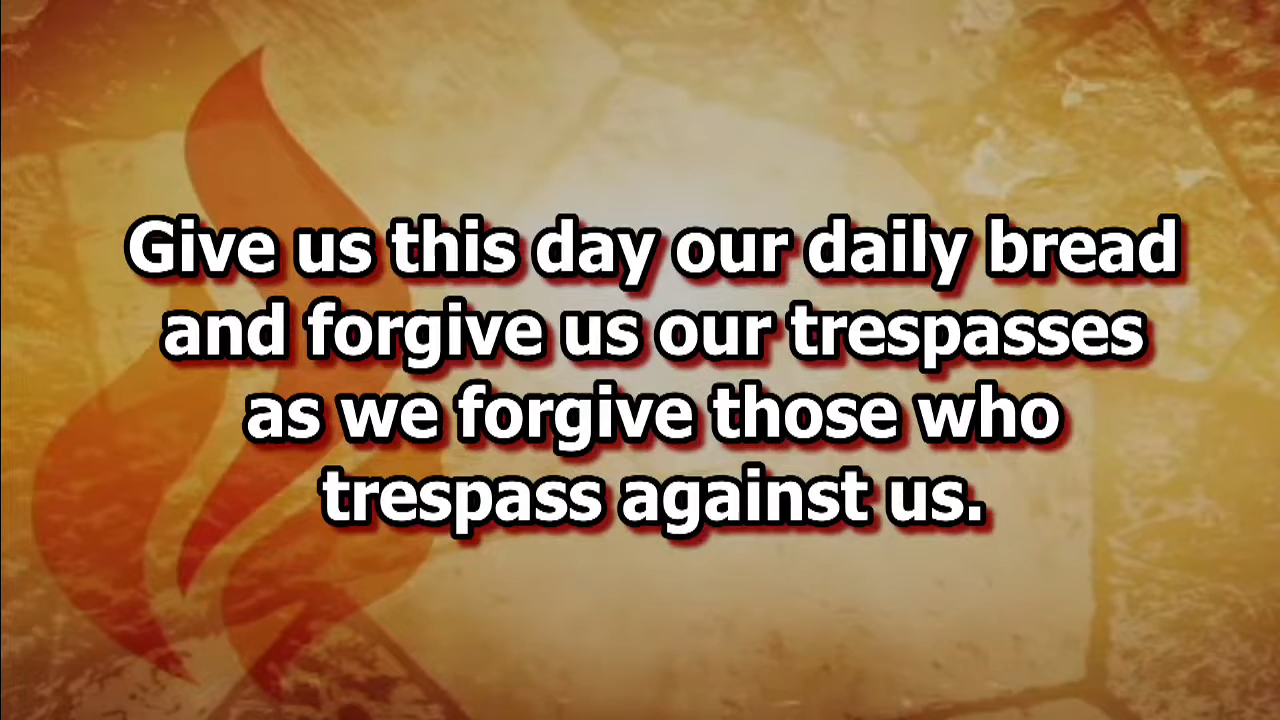 Give us this day our daily bread
and forgive us our trespasses
as we forgive those who
trespass against us.